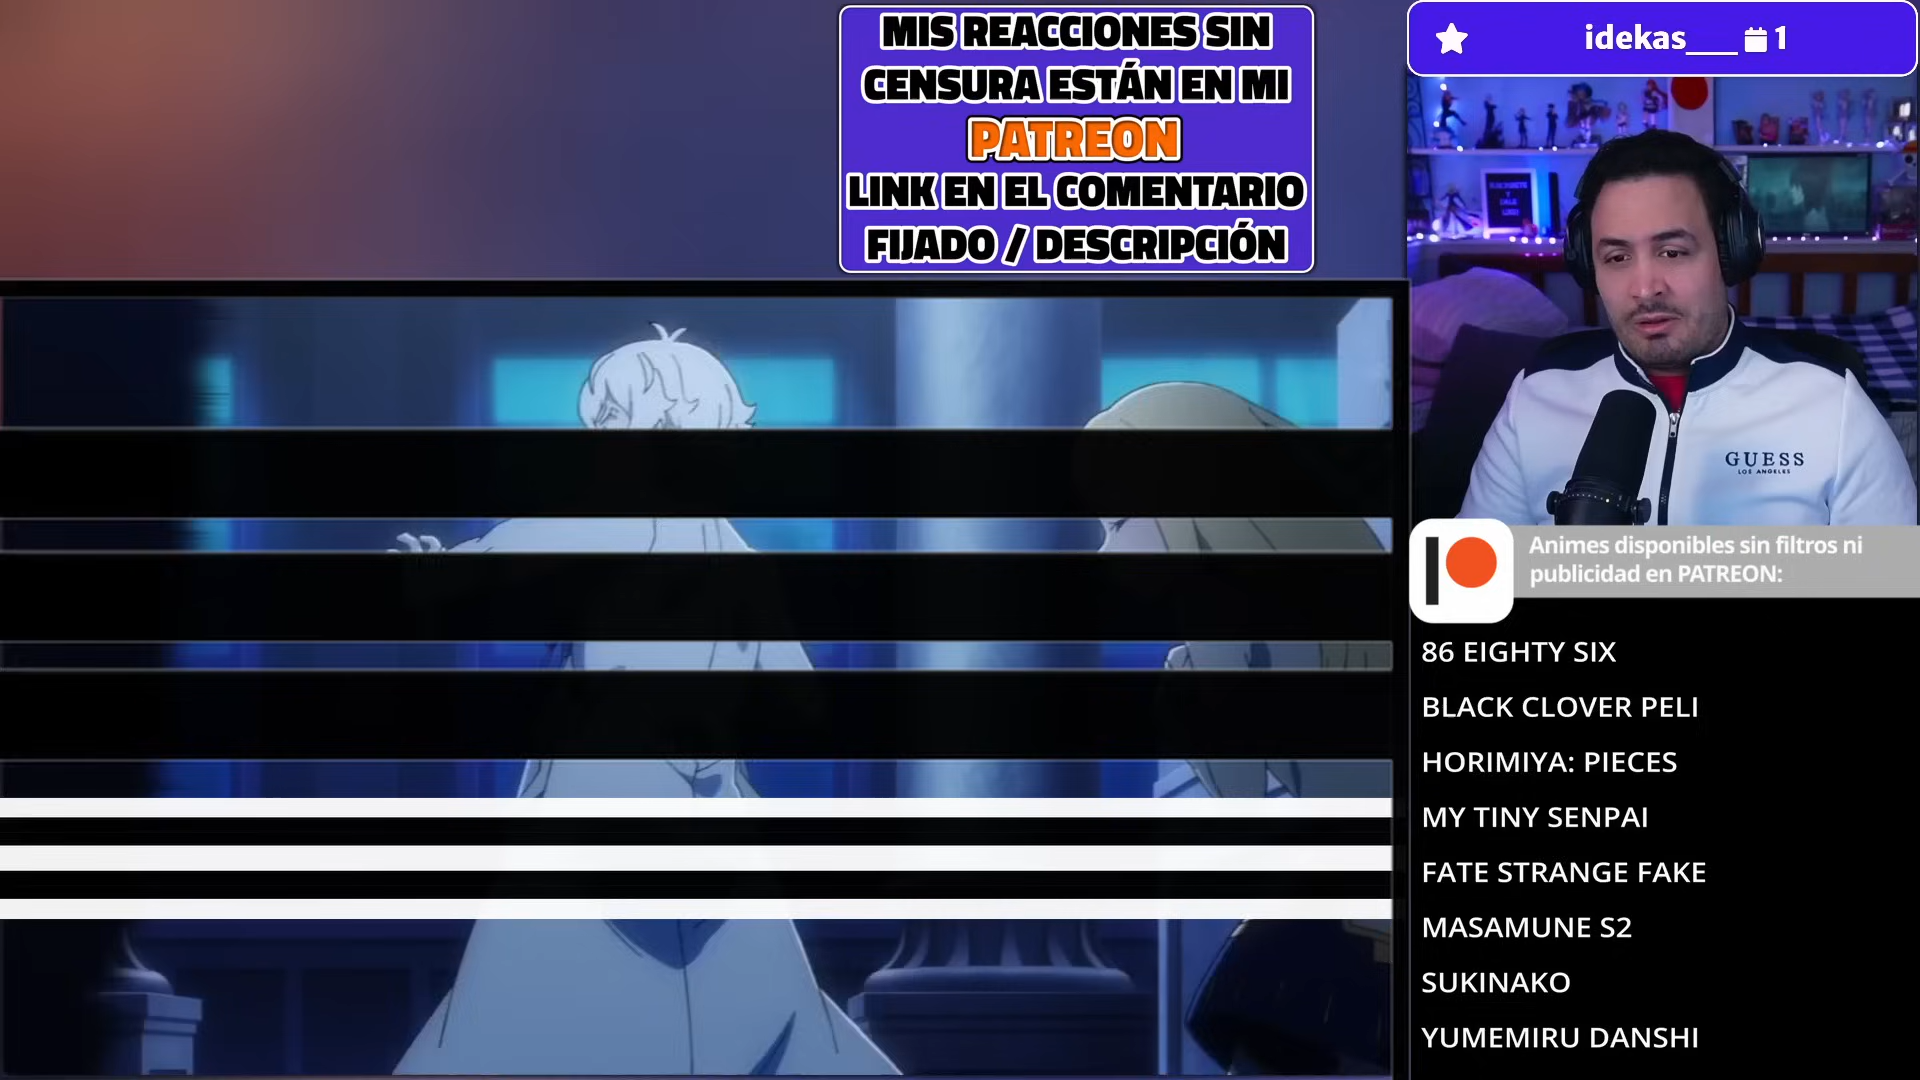 MIS REACCIONES SIN
CENSURA ESTÁN EN MI
PATREON
LINK EN EL COMENTARIO
FIJADO / DESCRIPCIÓN
idekas___ 1
GUESS
LOS ANGELES
Animes disponibles sin filtros ni
publicidad en PATREON:
86 EIGHTY SIX
BLACK CLOVER PELI
HORIMIYA: PIECES
MY TINY SENPAI
FATE STRANGE FAKE
MASAMUNE S2
SUKINAKO
YUMEMIRU DANSHI